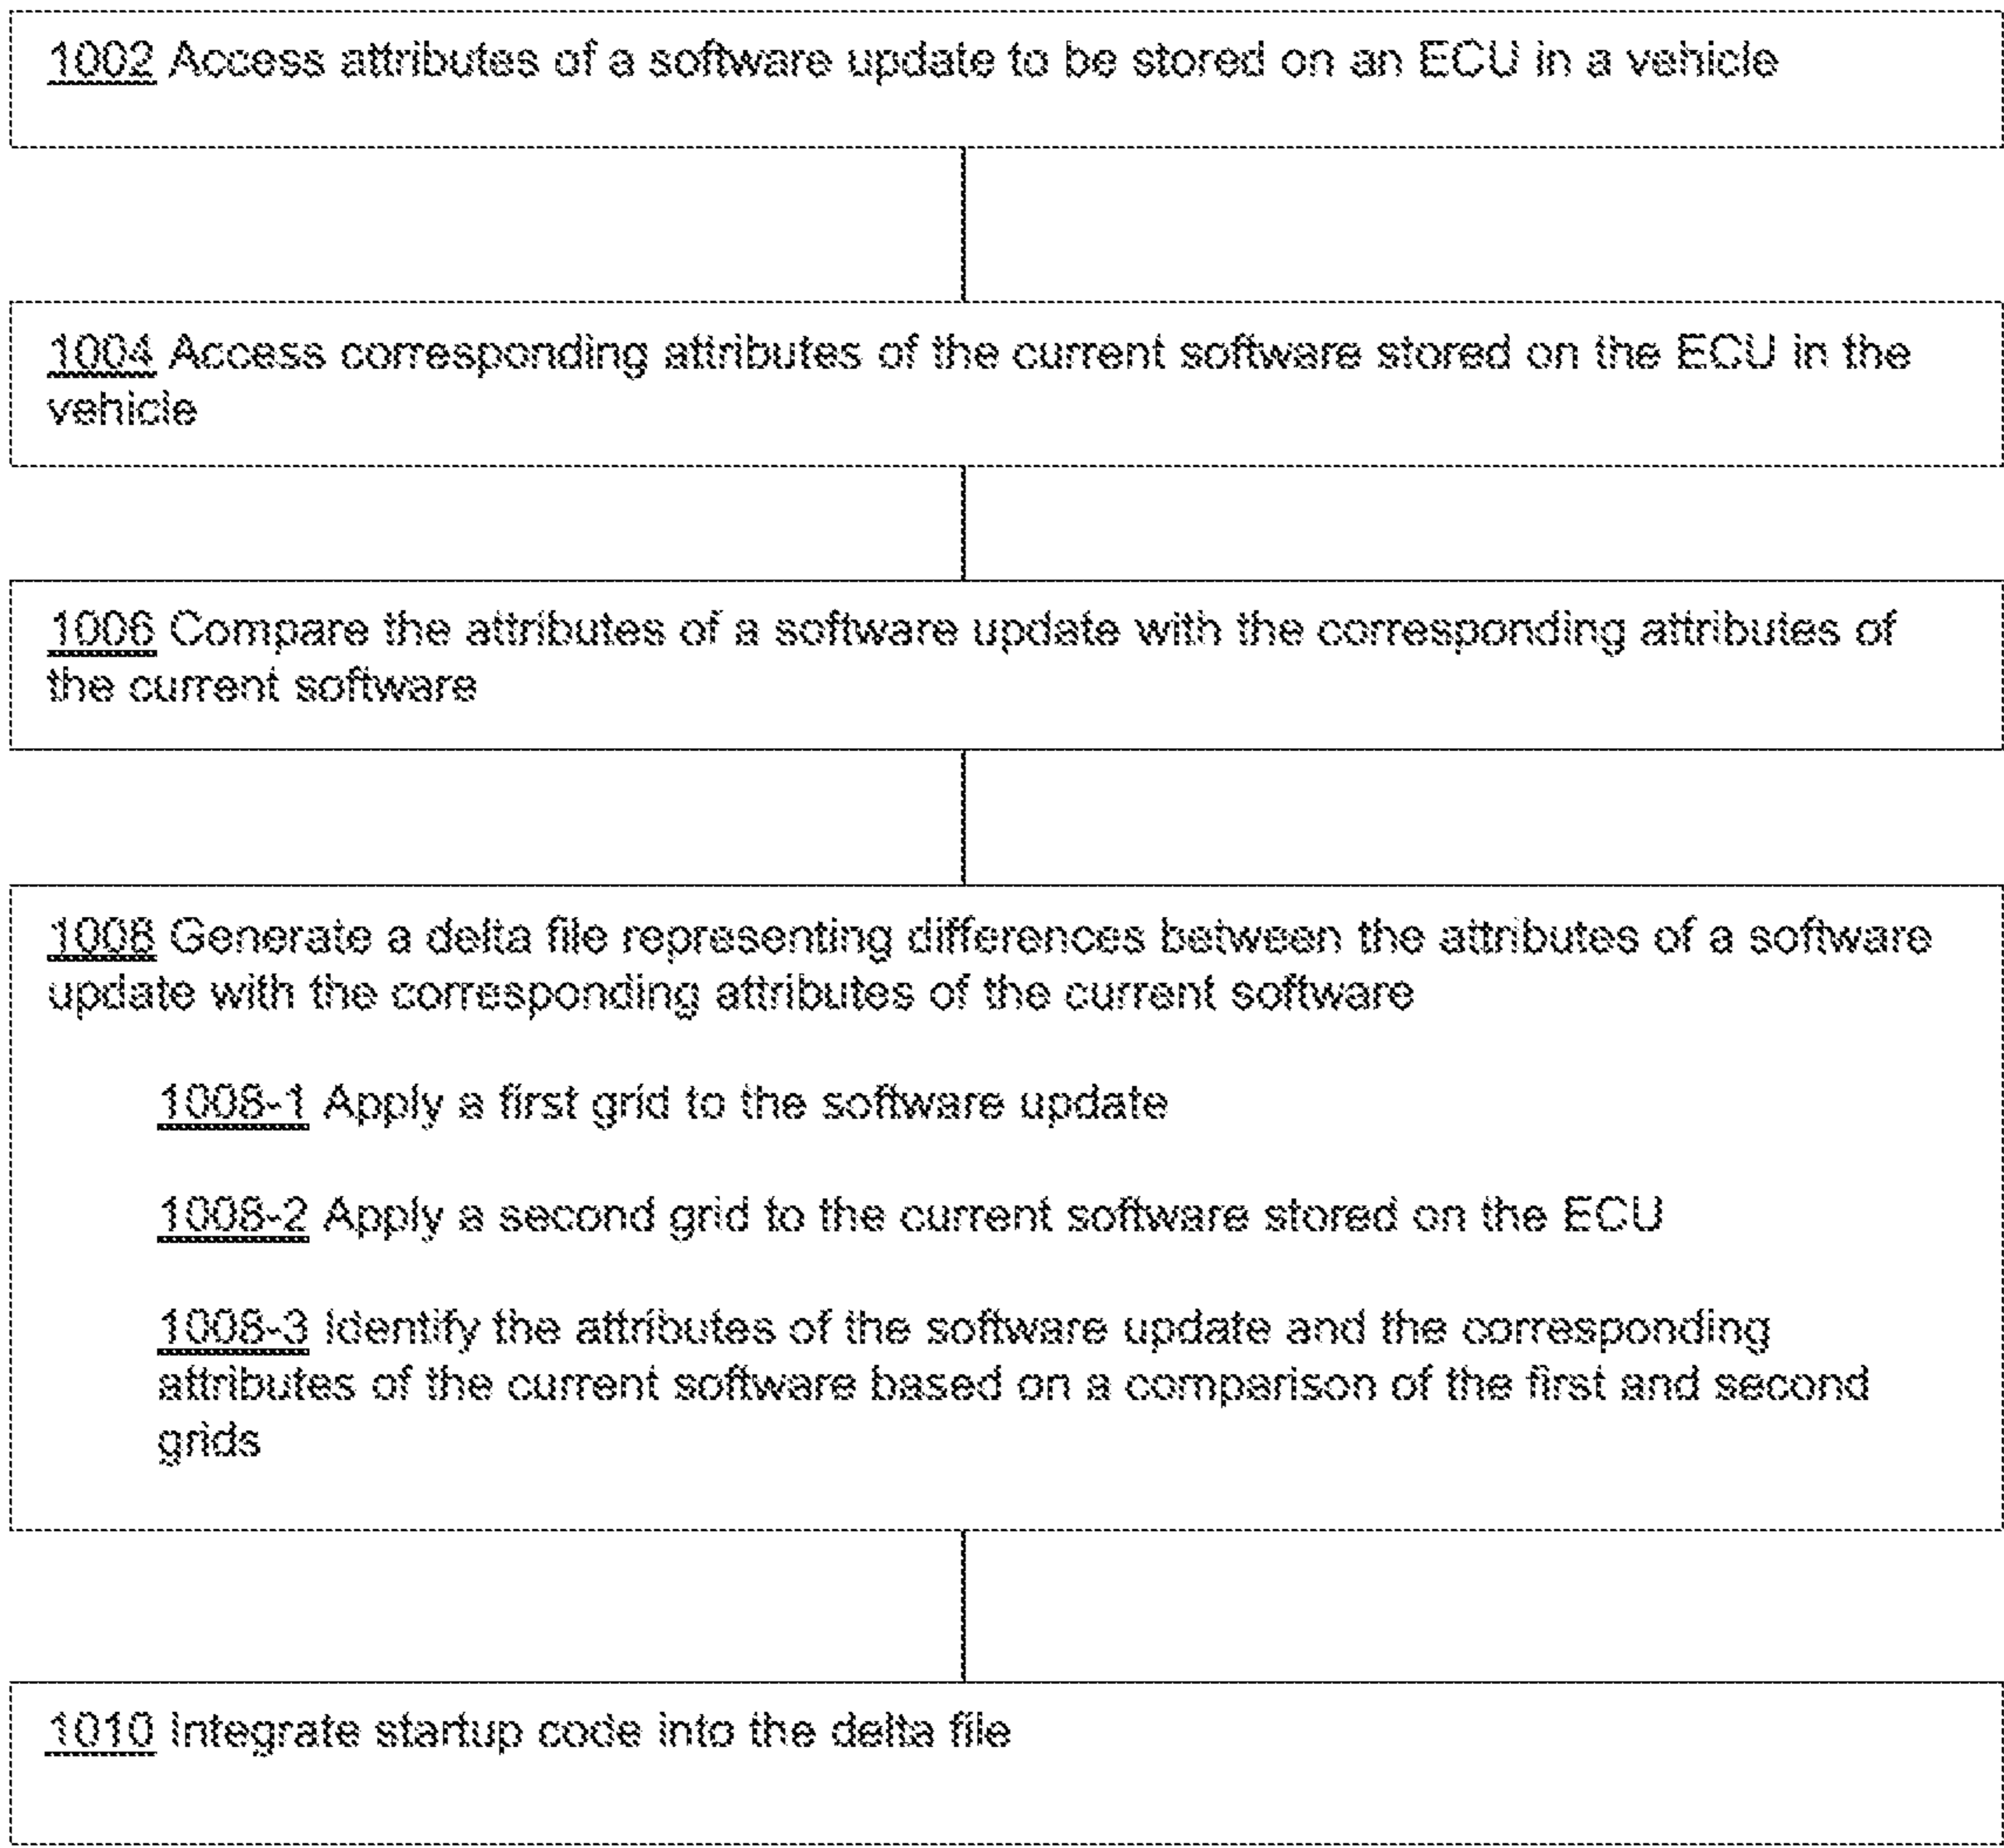 1002 Access attributes of a software update to be stored on an ECU in a vehicle
1004 Access corresponding attributes of the current software stored on the ECU in the
vehicle
1006 Compare the attributes of a software update with the corresponding attributes of
the current software
1008 Generate a delta file representing differences between the attributes of a software
update with the corresponding attributes of the current software
1008-1 Apply a first grid to the software update
1008-2 Apply a second grid to the current software stored on the ECU
1008-3 Identify the attributes of the software update and the corresponding
attributes of the current software based on a comparison of the first and second
grids
1010 Integrate startup code into the delta file